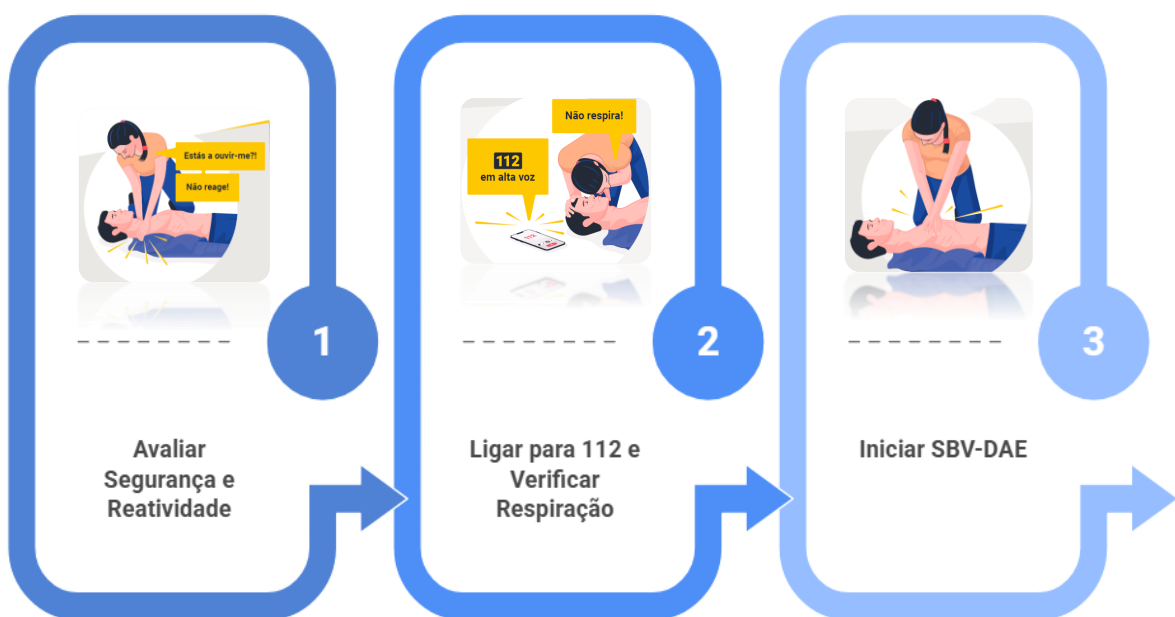 Estás a ouvir-me?!
Não reage!
1
Avaliar
Segurança e
Reatividade
Não respira!
112
em alta voz
112
2
Ligar para 112 e
Verificar
Respiração
3
Iniciar SBV-DAE